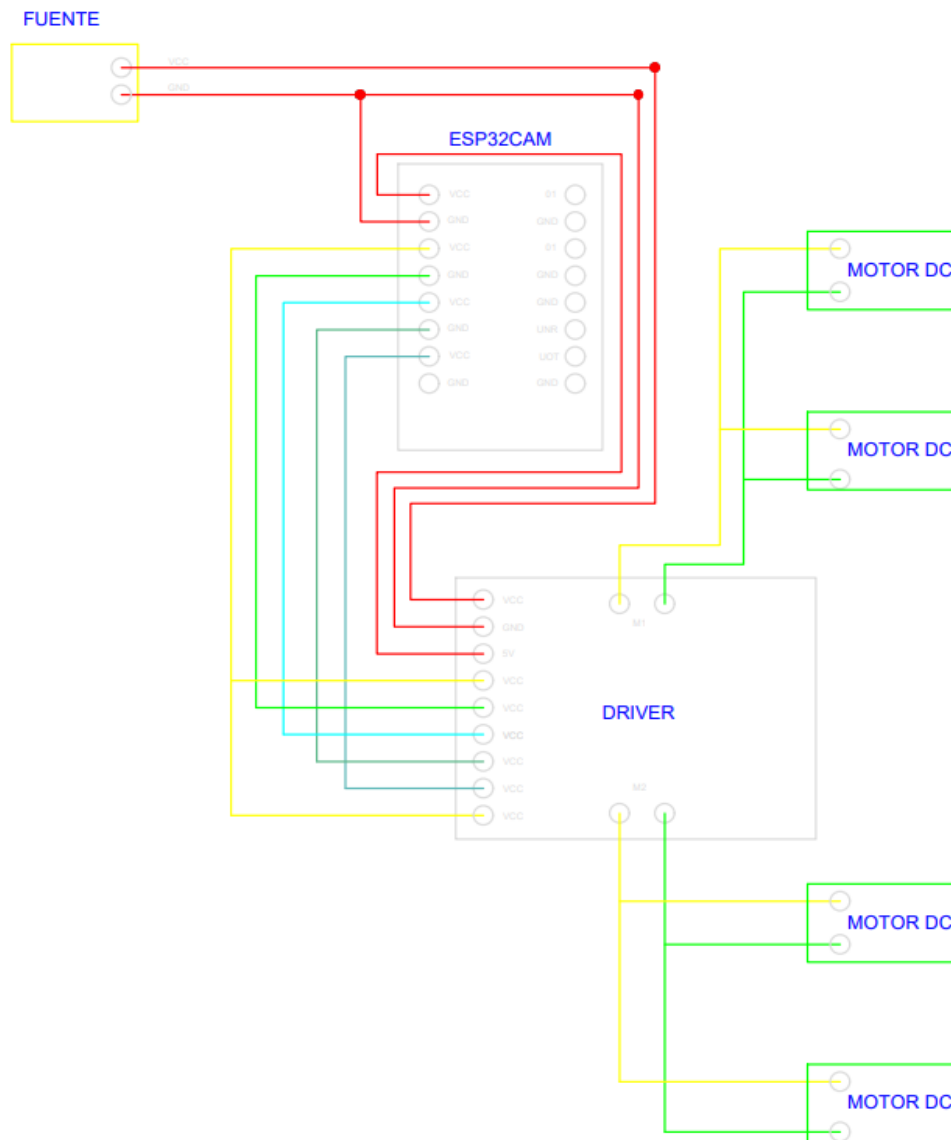 FUENTE
VCC
GND
ESP32CAM
VCC 01
GND GND
VCC 01
GND GND
VCC GND
GND UNR
VCC UOT
GND GND
MOTOR DC
MOTOR DC
VCC
GND
5V
VCC
VCC
VCC
VCC
VCC
VCC
M1
DRIVER
M2
MOTOR DC
MOTOR DC